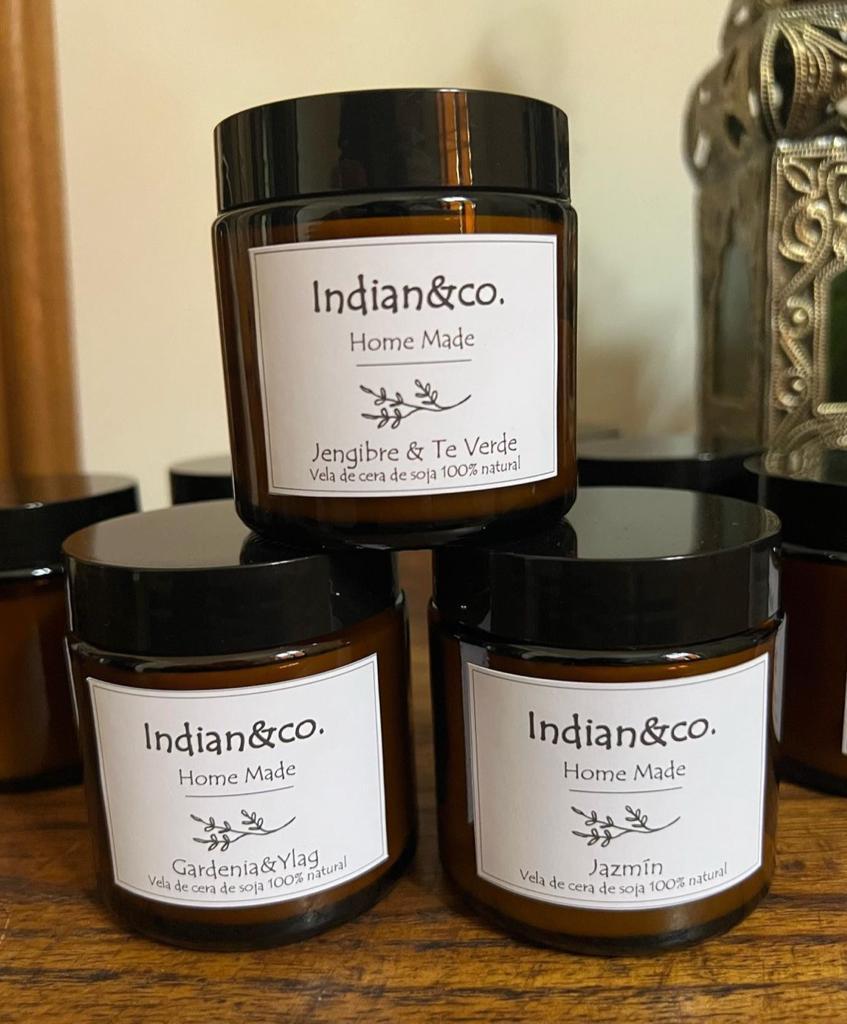 Indian&co.
Home Made
Jengibre & Te Verde
Vela de cera de soja 100% natural
Indian&co.
Home Made
Gardenia&Ylag
Vela de cera de soja 100% natural
Indian&co.
Home Made
Jazmín
Vela de cera de soja 100% natural